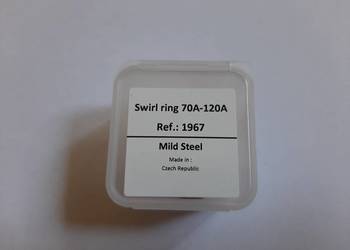 Swirl ring 70A-120A
Ref.: 1967
Mild Steel
Made in :
Czech Republic